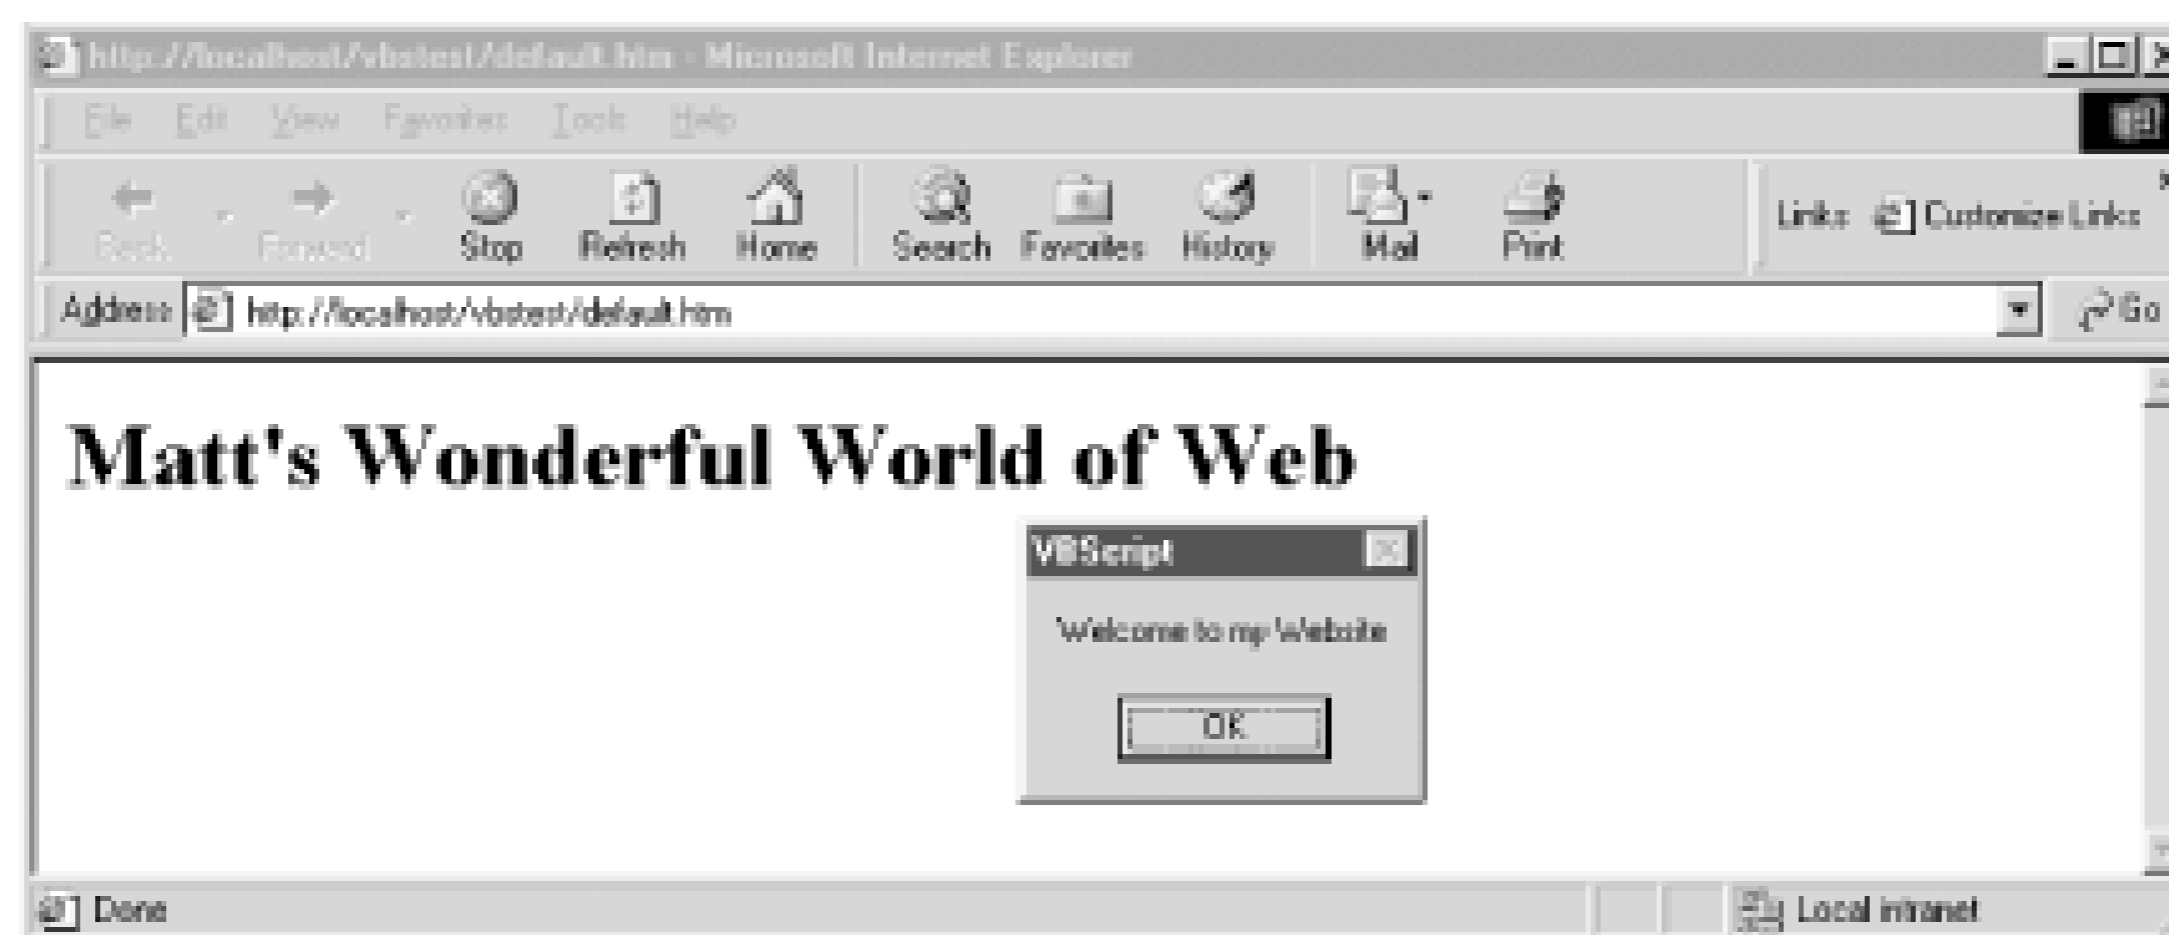 http://localhost/vbstest/default.htm - Microsoft Internet Explorer
File Edit View Favorites Tools Help
Back Forward Stop Refresh Home Search Favorites History Mail Print Links Customize Links
Address http://localhost/vbstest/default.htm Go
Matt's Wonderful World of Web
VBScript
Welcome to my Website
OK
Done Local intranet